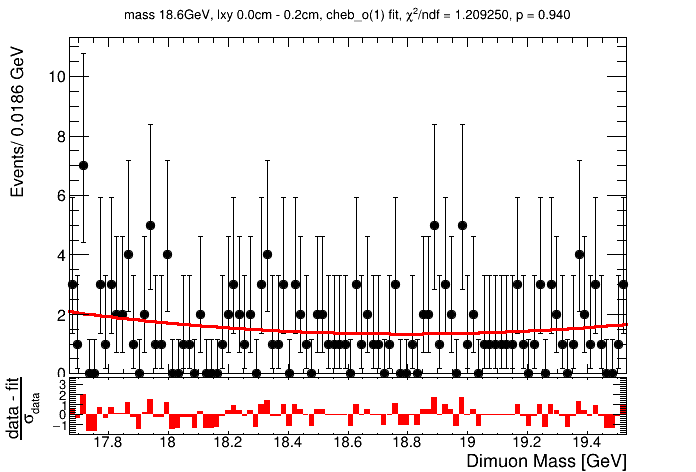 mass 18.6GeV, lxy 0.0cm - 0.2cm, cheb_o(1) fit, χ²/ndf = 1.209250, p = 0.940
Events/ 0.0186 GeV
10
8
6
4
2
0
data - fit
σdata
3
2
1
0
−1
17.8 18 18.2 18.4 18.6 18.8 19 19.2 19.4
Dimuon Mass [GeV]